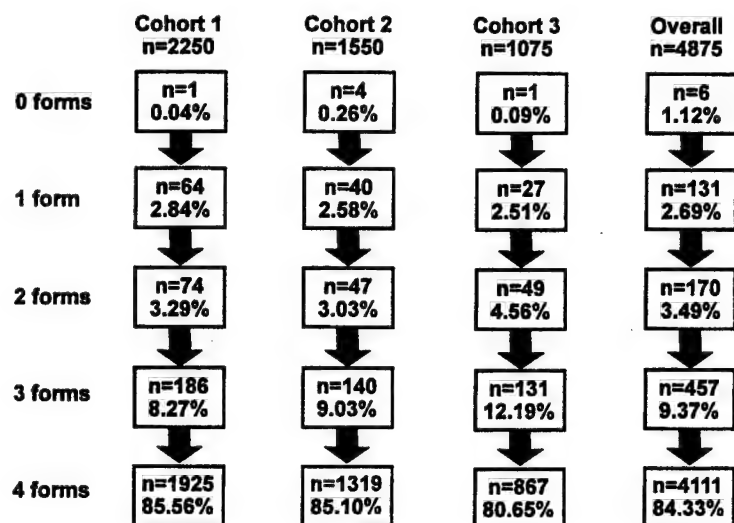 Cohort 1 Cohort 2 Cohort 3 Overall
n=2250 n=1550 n=1075 n=4875
0 forms
n=1 n=4 n=1 n=6
0.04% 0.26% 0.09% 1.12%
1 form
n=64 n=40 n=27 n=131
2.84% 2.58% 2.51% 2.69%
2 forms
n=74 n=47 n=49 n=170
3.29% 3.03% 4.56% 3.49%
3 forms
n=186 n=140 n=131 n=457
8.27% 9.03% 12.19% 9.37%
4 forms
n=1925 n=1319 n=867 n=4111
85.56% 85.10% 80.65% 84.33%